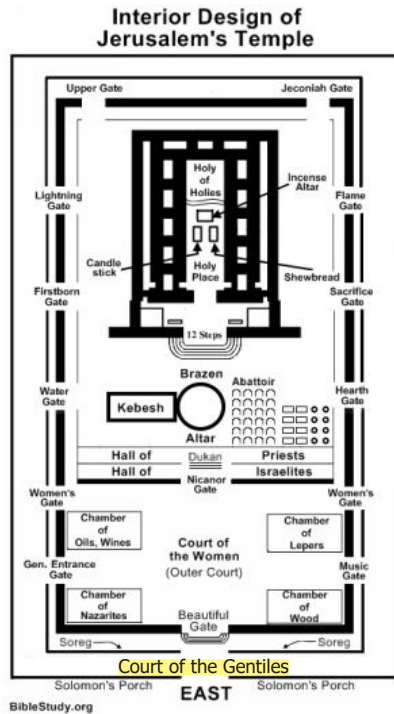 Interior Design of
Jerusalem's Temple
Upper Gate
Jeconiah Gate
Holy
of
Holies
Incense
Altar
Lightning
Gate
Flame
Gate
Candle
stick
Holy
Place
Shewbread
Firstborn
Gate
Sacrifice
Gate
12 Steps
Brazen
Abattoir
Water
Gate
Kebesh
Hearth
Gate
Altar
Hall of
Dukan
Priests
Hall of
Israelites
Nicanor
Gate
Women's
Gate
Women's
Gate
Chamber
of
Oils, Wines
Court of
the Women
(Outer Court)
Chamber
of
Lepers
Gen. Entrance
Gate
Music
Gate
Chamber
of
Nazarites
Beautiful
Gate
Chamber
of
Wood
Soreg
Soreg
Court of the Gentiles
Solomon's Porch
Solomon's Porch
EAST
BibleStudy.org